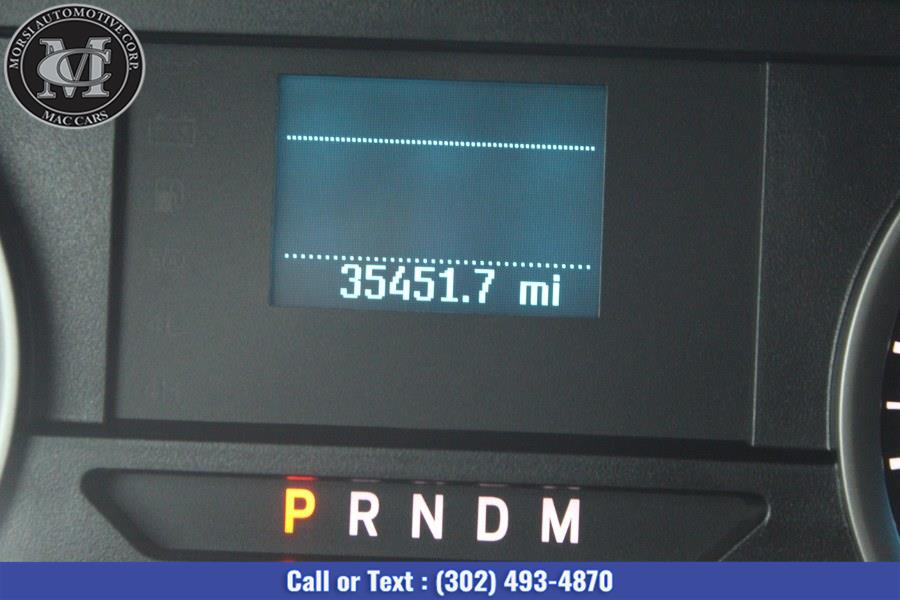 MORSI AUTOMOTIVE CORP.
MC
MAC CARS
35451.7 mi
P R N D M
Call or Text : (302) 493-4870